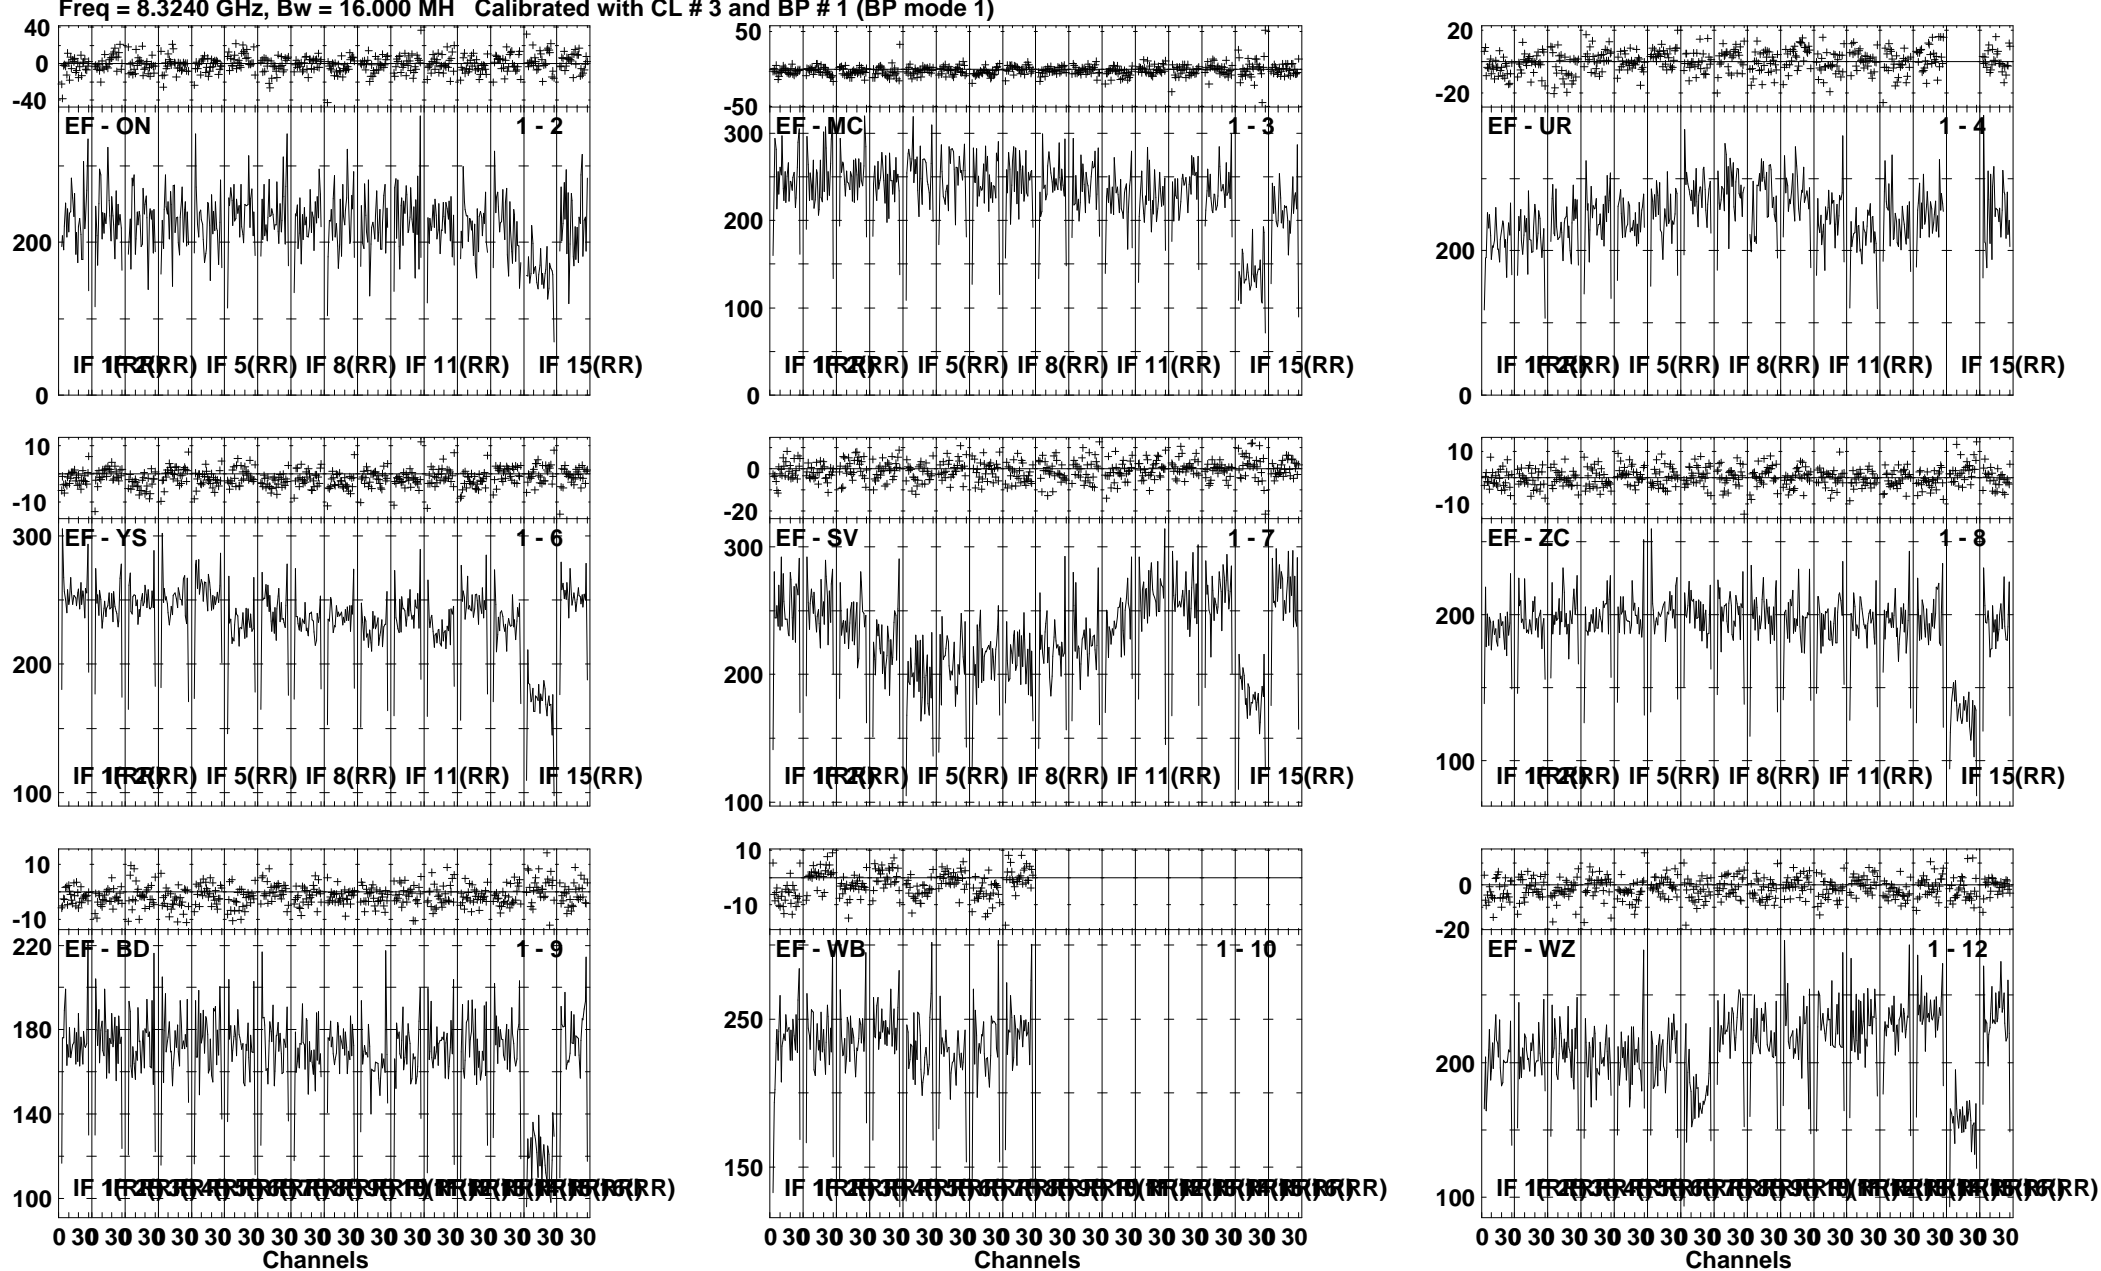 Freq = 8.3240 GHz, Bw = 16.000 MH Calibrated with CL # 3 and BP # 1 (BP mode 1)
40
0
-40
EF - ON 1 - 2
200
0
IF 5(RR) IF 8(RR) IF 11(RR) IF 15(RR)
50
-50
EF - MC 1 - 3
300
200
100
0
IF 5(RR) IF 8(RR) IF 11(RR) IF 15(RR)
20
-20
EF - UR 1 - 4
200
0
IF 5(RR) IF 8(RR) IF 11(RR) IF 15(RR)
10
-10
EF - YS 1 - 6
300
200
100
IF 5(RR) IF 8(RR) IF 11(RR) IF 15(RR)
0
-20
EF - SV 1 - 7
300
200
100
IF 5(RR) IF 8(RR) IF 11(RR) IF 15(RR)
10
-10
EF - ZC 1 - 8
200
100
IF 5(RR) IF 8(RR) IF 11(RR) IF 15(RR)
10
-10
EF - BD 1 - 9
220
180
140
100
0 30 30 30 30 30 30 30 30 30 30 30 30 30 30 30 30
Channels
10
-10
EF - WB 1 - 10
250
150
0 30 30 30 30 30 30 30 30 30 30 30 30 30 30 30 30
Channels
0
-20
EF - WZ 1 - 12
200
100
0 30 30 30 30 30 30 30 30 30 30 30 30 30 30 30 30
Channels